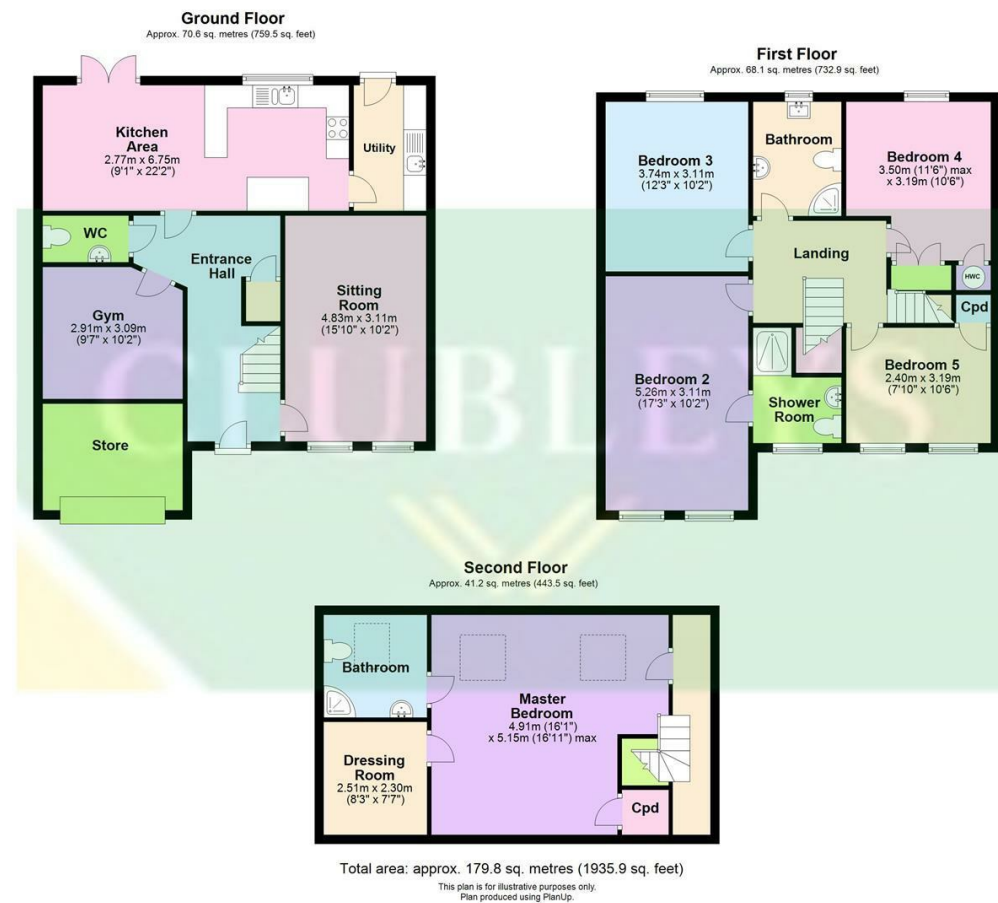 Ground Floor
Approx. 70.6 sq. metres (759.5 sq. feet)
Kitchen
Area
2.77m x 6.75m
(9'1" x 22'2")
Utility
WC
Entrance
Hall
Sitting
Room
4.83m x 3.11m
(15'10" x 10'2")
Gym
2.91m x 3.09m
(9'7" x 10'2")
Store
First Floor
Approx. 68.1 sq. metres (732.9 sq. feet)
Bedroom 3
3.74m x 3.11m
(12'3" x 10'2")
Bathroom
Bedroom 4
3.50m (11'6") max
x 3.19m (10'6")
Landing
HWC
Cpd
Bedroom 2
5.26m x 3.11m
(17'3" x 10'2")
Bedroom 5
2.40m x 3.19m
(7'10" x 10'6")
Shower
Room
CLUBLEYS
Second Floor
Approx. 41.2 sq. metres (443.5 sq. feet)
Bathroom
Master
Bedroom
4.91m (16'1")
x 5.15m (16'11") max
Dressing
Room
2.51m x 2.30m
(8'3" x 7'7")
Cpd
Total area: approx. 179.8 sq. metres (1935.9 sq. feet)
This plan is for illustrative purposes only.
Plan produced using PlanUp.